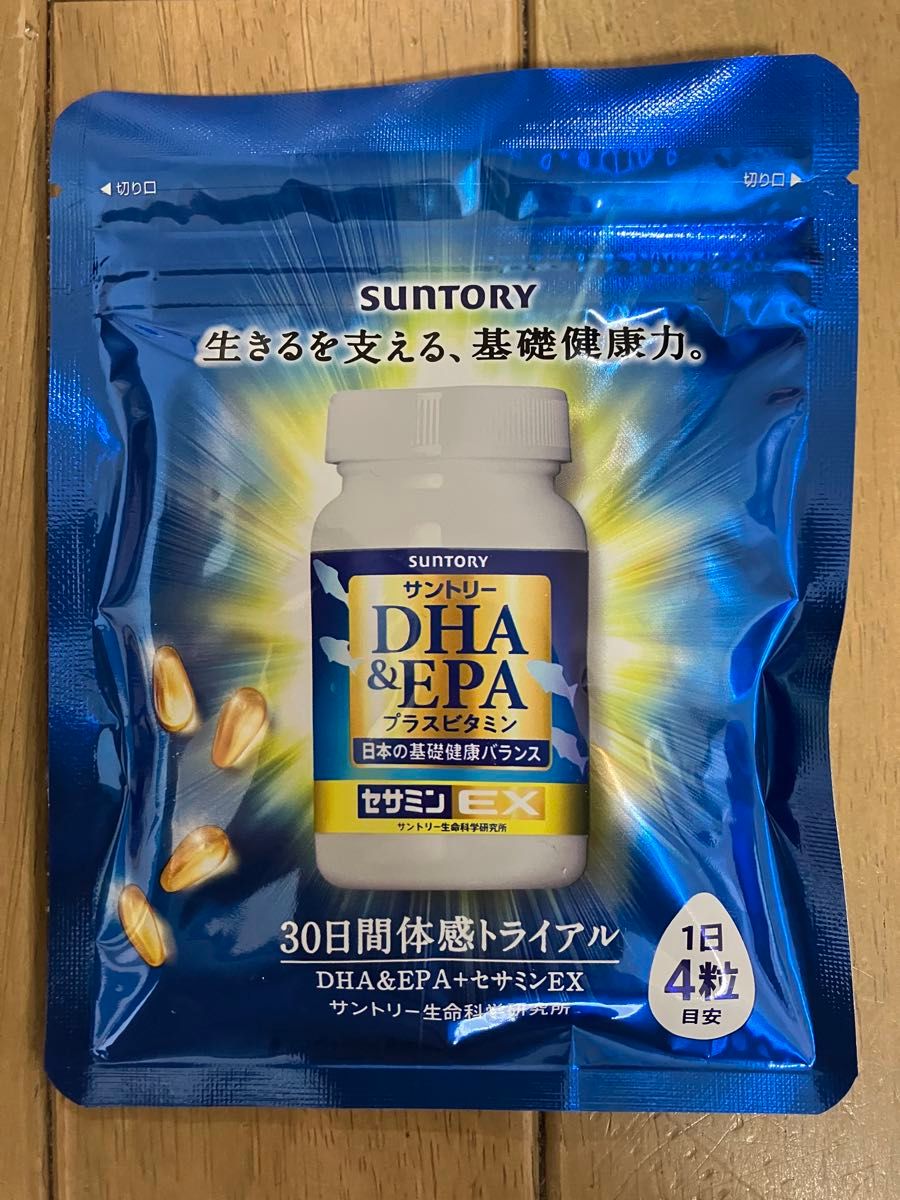 ◀切り口
切り口▶
SUNTORY
生きるを支える、基礎健康力。
SUNTORY
サントリー
DHA
&EPA
プラスビタミン
日本の基礎健康バランス
セサミンEX
サントリー生命科学研究所
30日間体感トライアル
DHA&EPA+セサミンEX
サントリー生命科学研究所
1日
4粒
目安